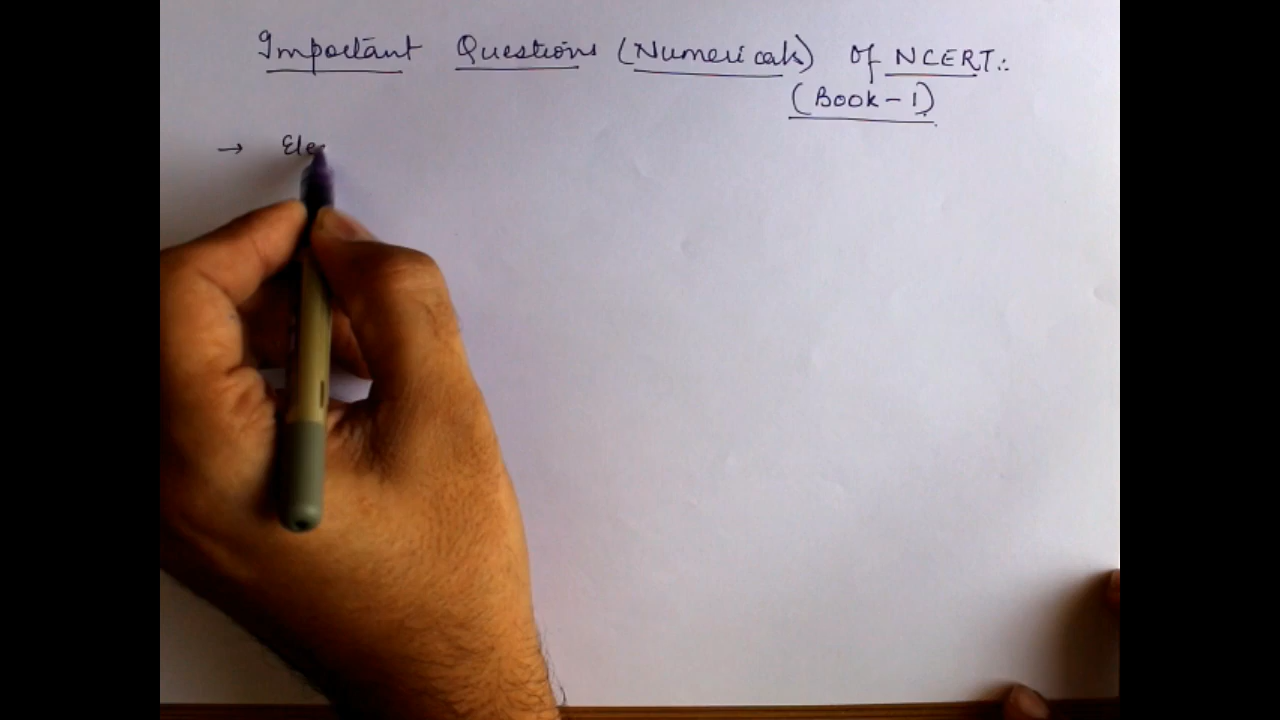 Important Questions (Numericals) of NCERT:.
(Book - 1)
→ Ele